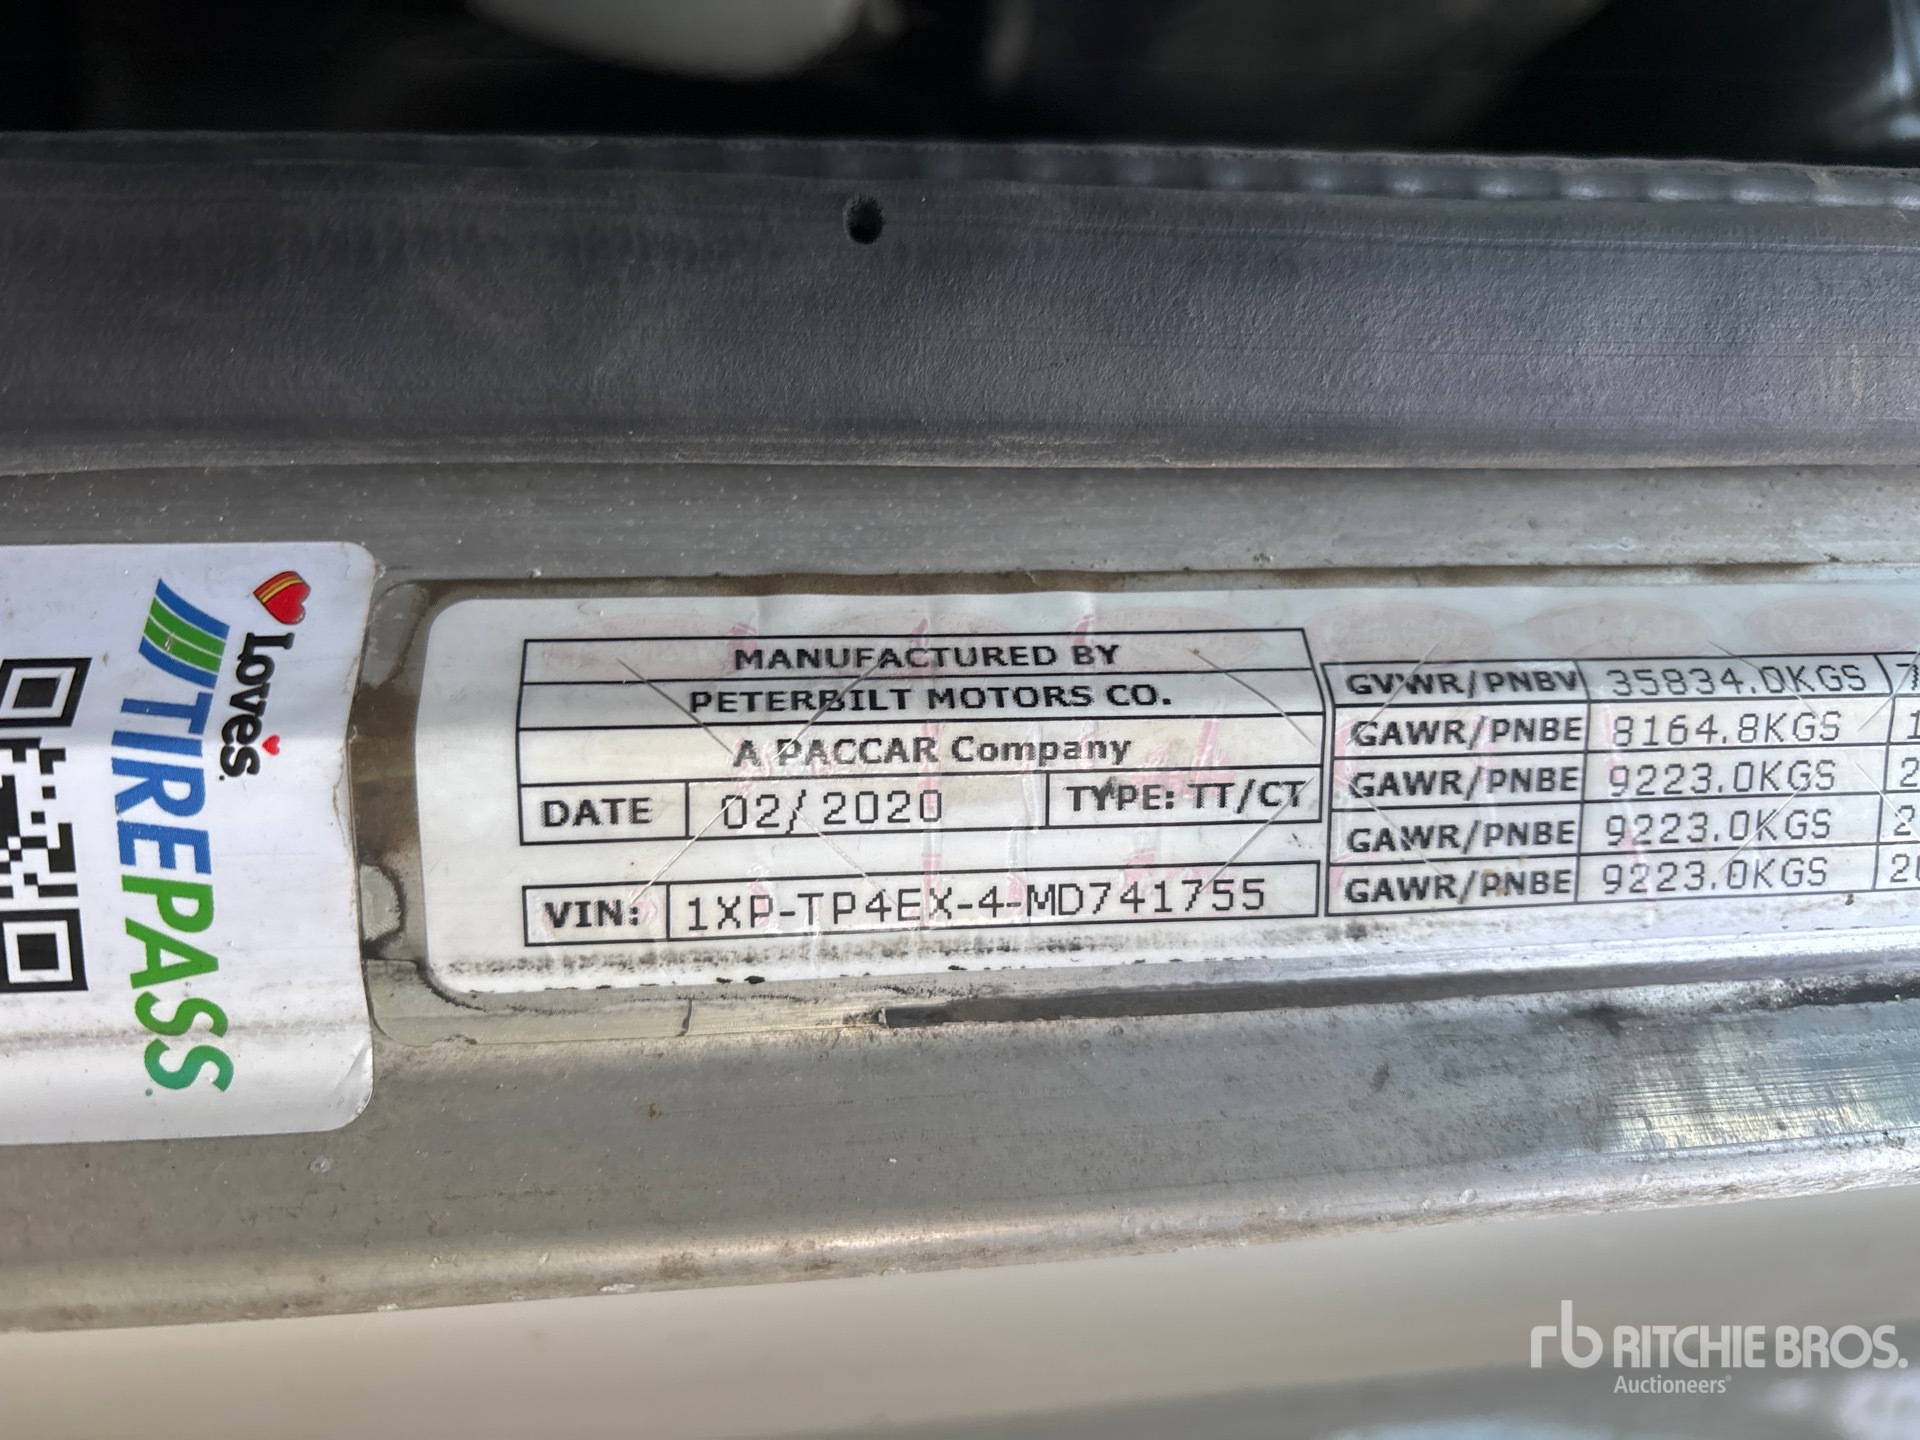 Love's
TIREPASS
MANUFACTURED BY
PETERBILT MOTORS CO.
A PACCAR Company
DATE 02/2020 TYPE: TT/CT
VIN: 1XP-TP4EX-4-MD741755
GVWR/PNBV 35834.0KGS
GAWR/PNBE 8164.8KGS
GAWR/PNBE 9223.0KGS
GAWR/PNBE 9223.0KGS
GAWR/PNBE 9223.0KGS
rb RITCHIE BROS.
Auctioneers